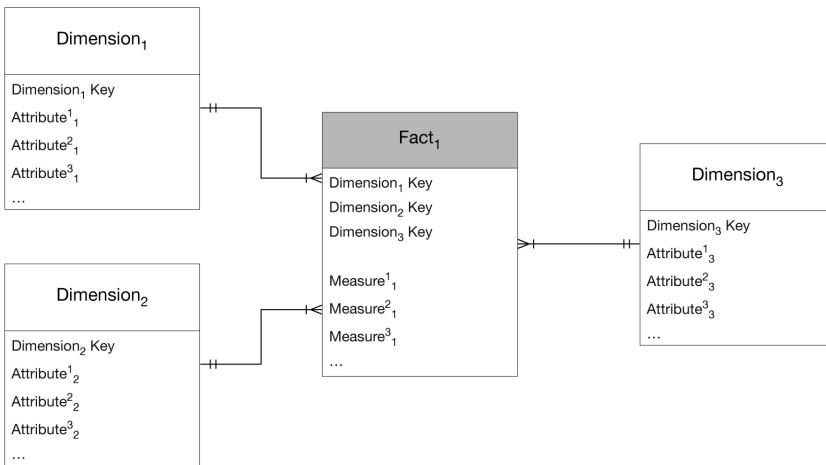 Dimension₁
Dimension₁ Key
Attribute¹₁
Attribute²₁
Attribute³₁
...
Dimension₂
Dimension₂ Key
Attribute¹₂
Attribute²₂
Attribute³₂
...
Fact₁
Dimension₁ Key
Dimension₂ Key
Dimension₃ Key
Measure¹₁
Measure²₁
Measure³₁
...
Dimension₃
Dimension₃ Key
Attribute¹₃
Attribute²₃
Attribute³₃
...